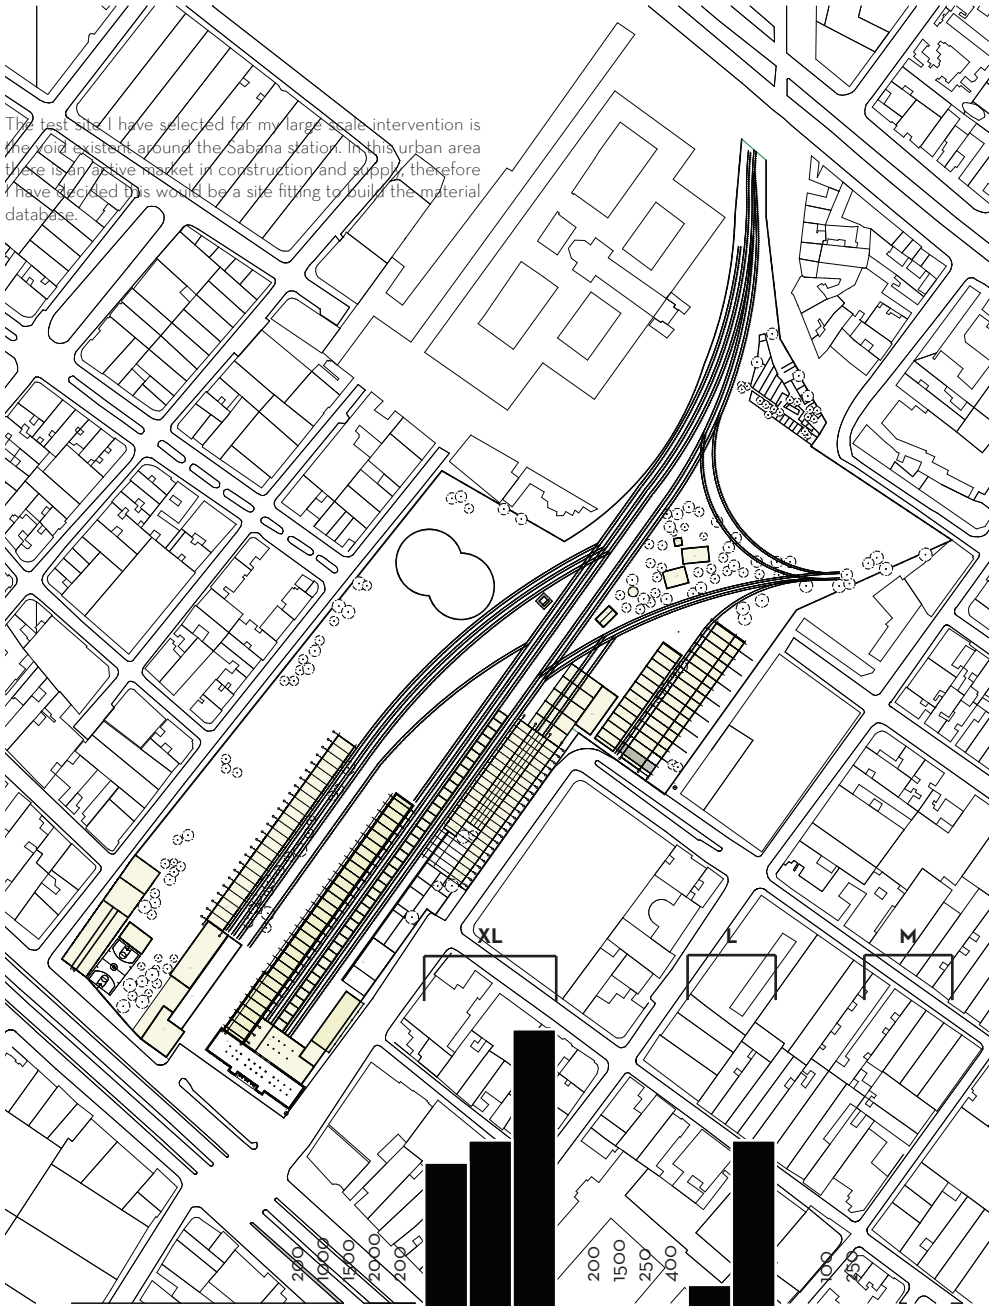 The test site I have selected for my large scale intervention is
the void existent around the Sabana station. In this urban area
there is an active market in construction and supply, therefore
I have decided this would be a site fitting to build the material
database.
XL
L
M
200
1000
1500
2000
200
200
1500
250
400
100
250